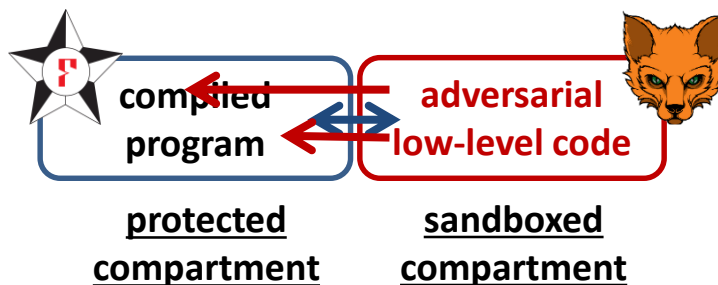 F
compiled
program
adversarial
low-level code
protected
compartment
sandboxed
compartment